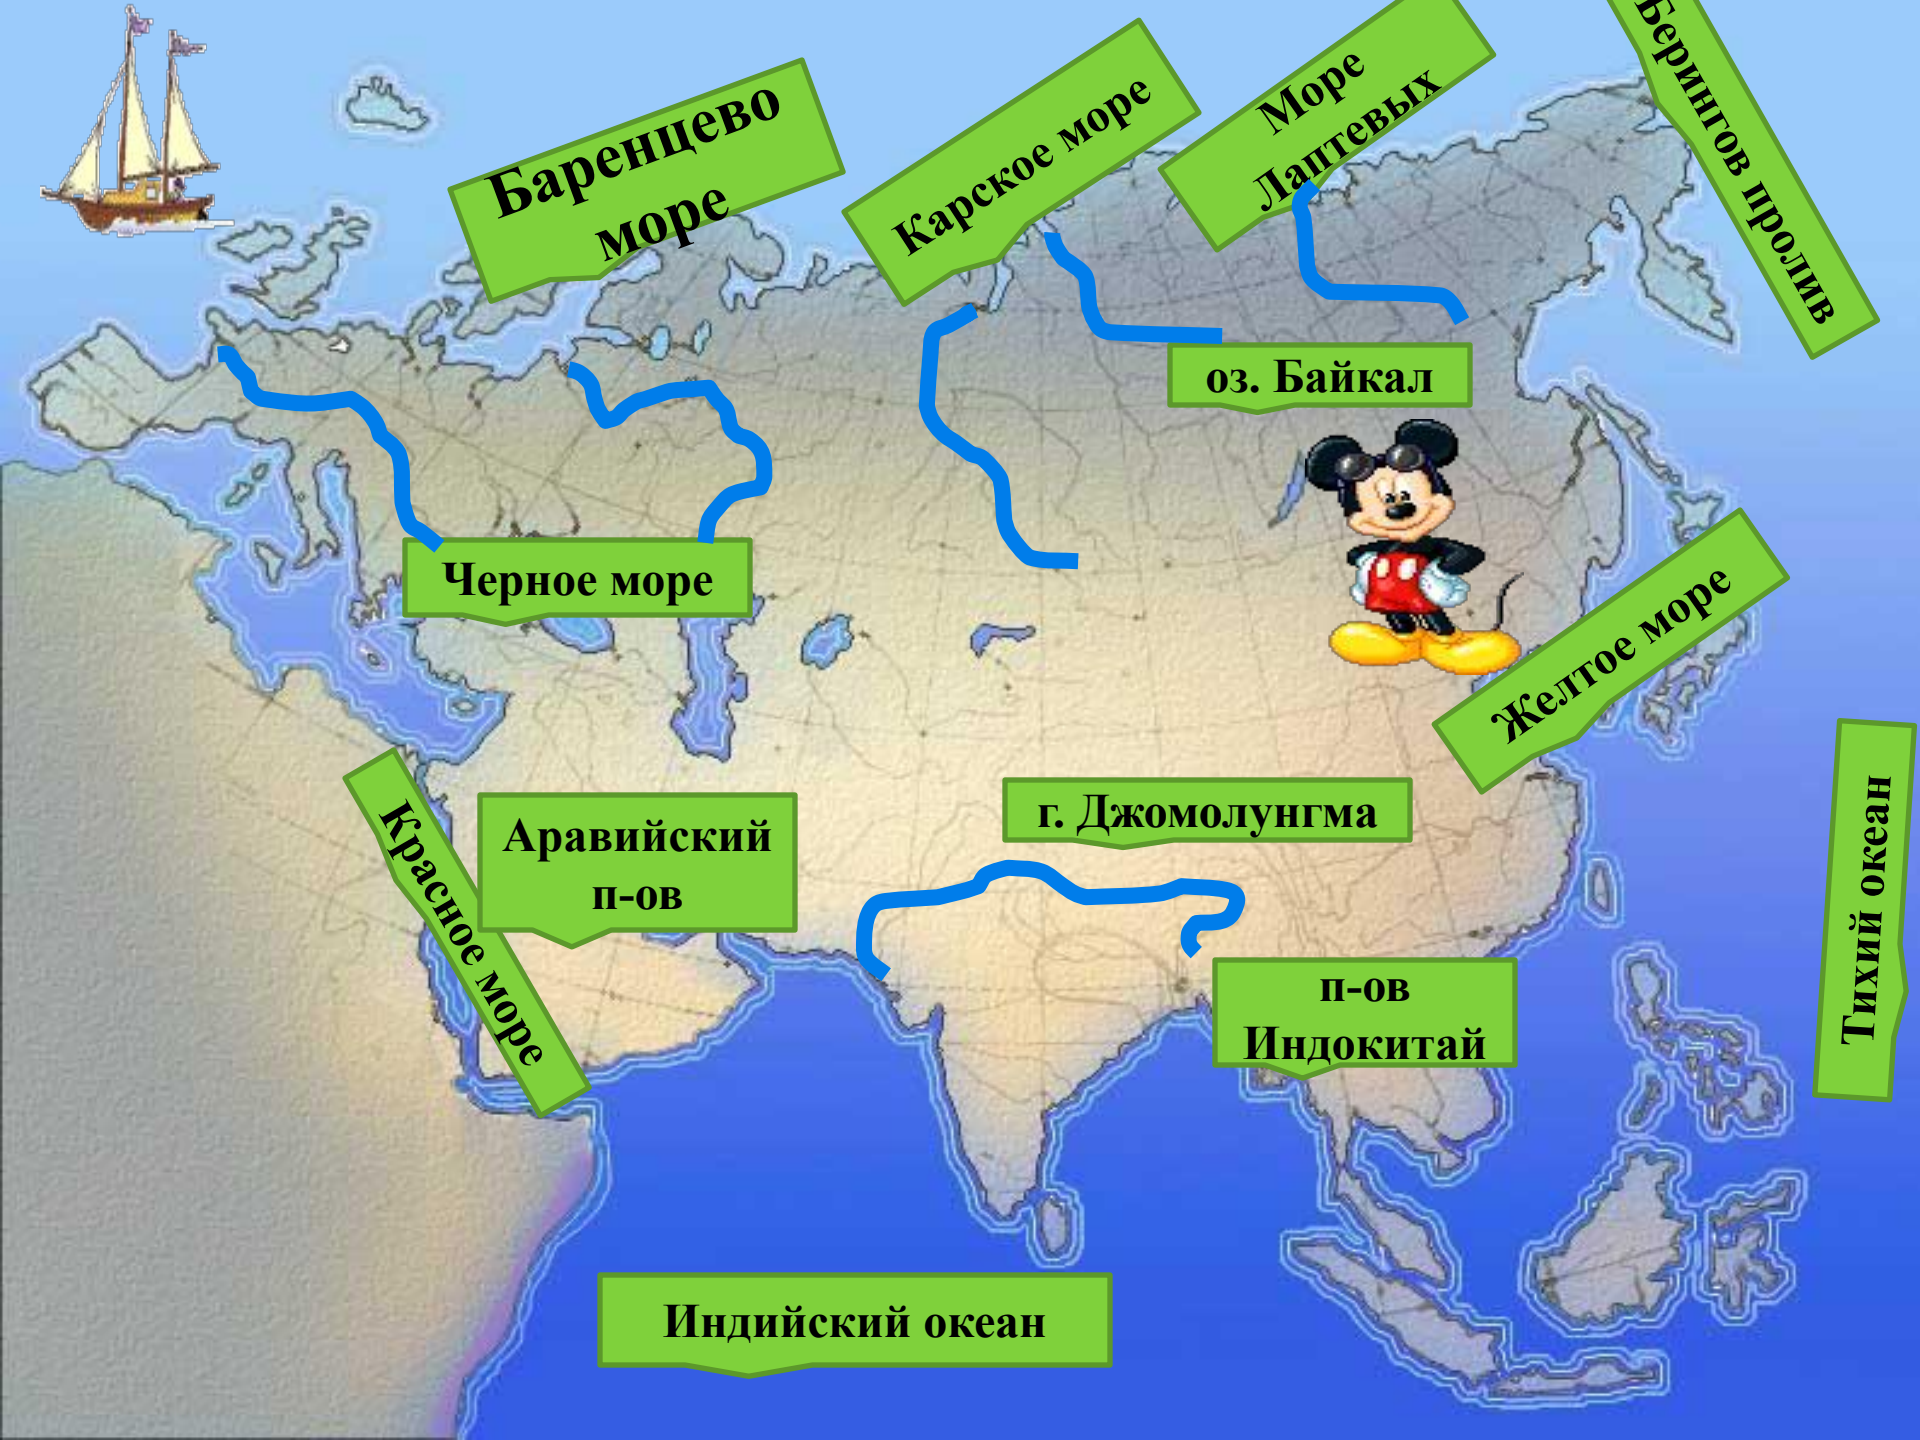 Берингов пролив
Море
Лаптевых
Карское море
Баренцево
море
оз. Байкал
Черное море
Желтое море
г. Джомолунгма
Аравийский
п-ов
Красное море
Тихий океан
п-ов
Индокитай
Индийский океан